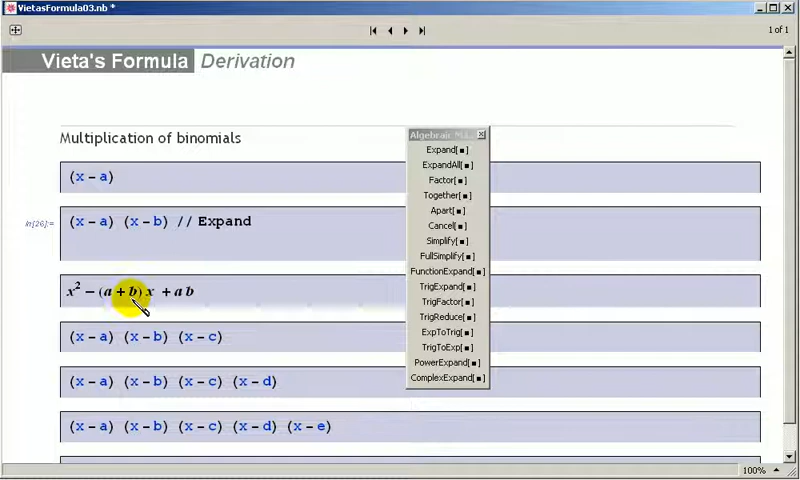 VietasFormula03.nb *
1 of 1
Vieta's Formula Derivation
Multiplication of binomials
(x – a)
In[26]:= (x – a) (x – b) // Expand
x² – (a + b) x + a b
(x – a) (x – b) (x – c)
(x – a) (x – b) (x – c) (x – d)
(x – a) (x – b) (x – c) (x – d) (x – e)
Algebraic M...
Expand[■]
ExpandAll[■]
Factor[■]
Together[■]
Apart[■]
Cancel[■]
Simplify[■]
FullSimplify[■]
FunctionExpand[■]
TrigExpand[■]
TrigFactor[■]
TrigReduce[■]
ExpToTrig[■]
TrigToExp[■]
PowerExpand[■]
ComplexExpand[■]
100%